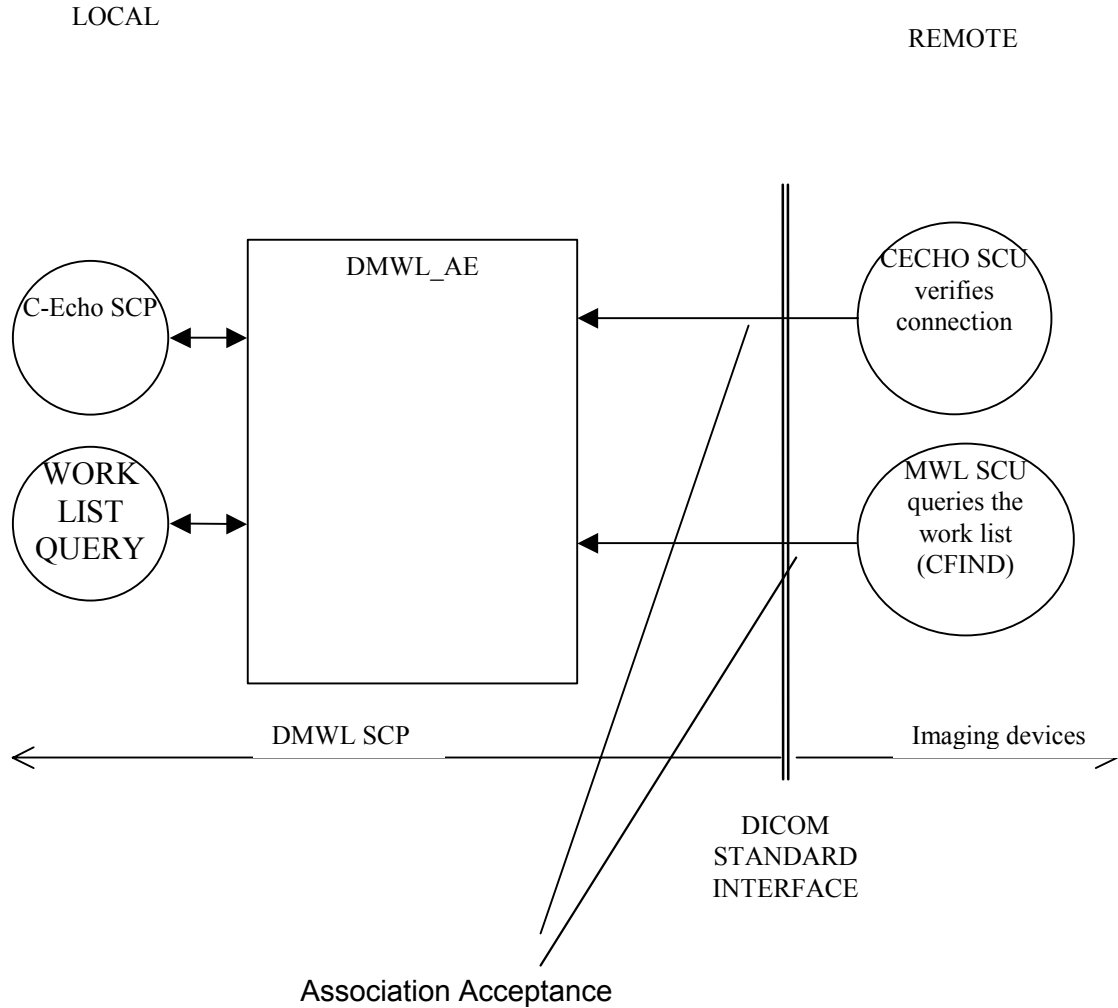 LOCAL
REMOTE
DMWL_AE
CECHO SCU
verifies
connection
C-Echo SCP
WORK
LIST
QUERY
MWL SCU
queries the
work list
(CFIND)
DMWL SCP
Imaging devices
DICOM
STANDARD
INTERFACE
Association Acceptance